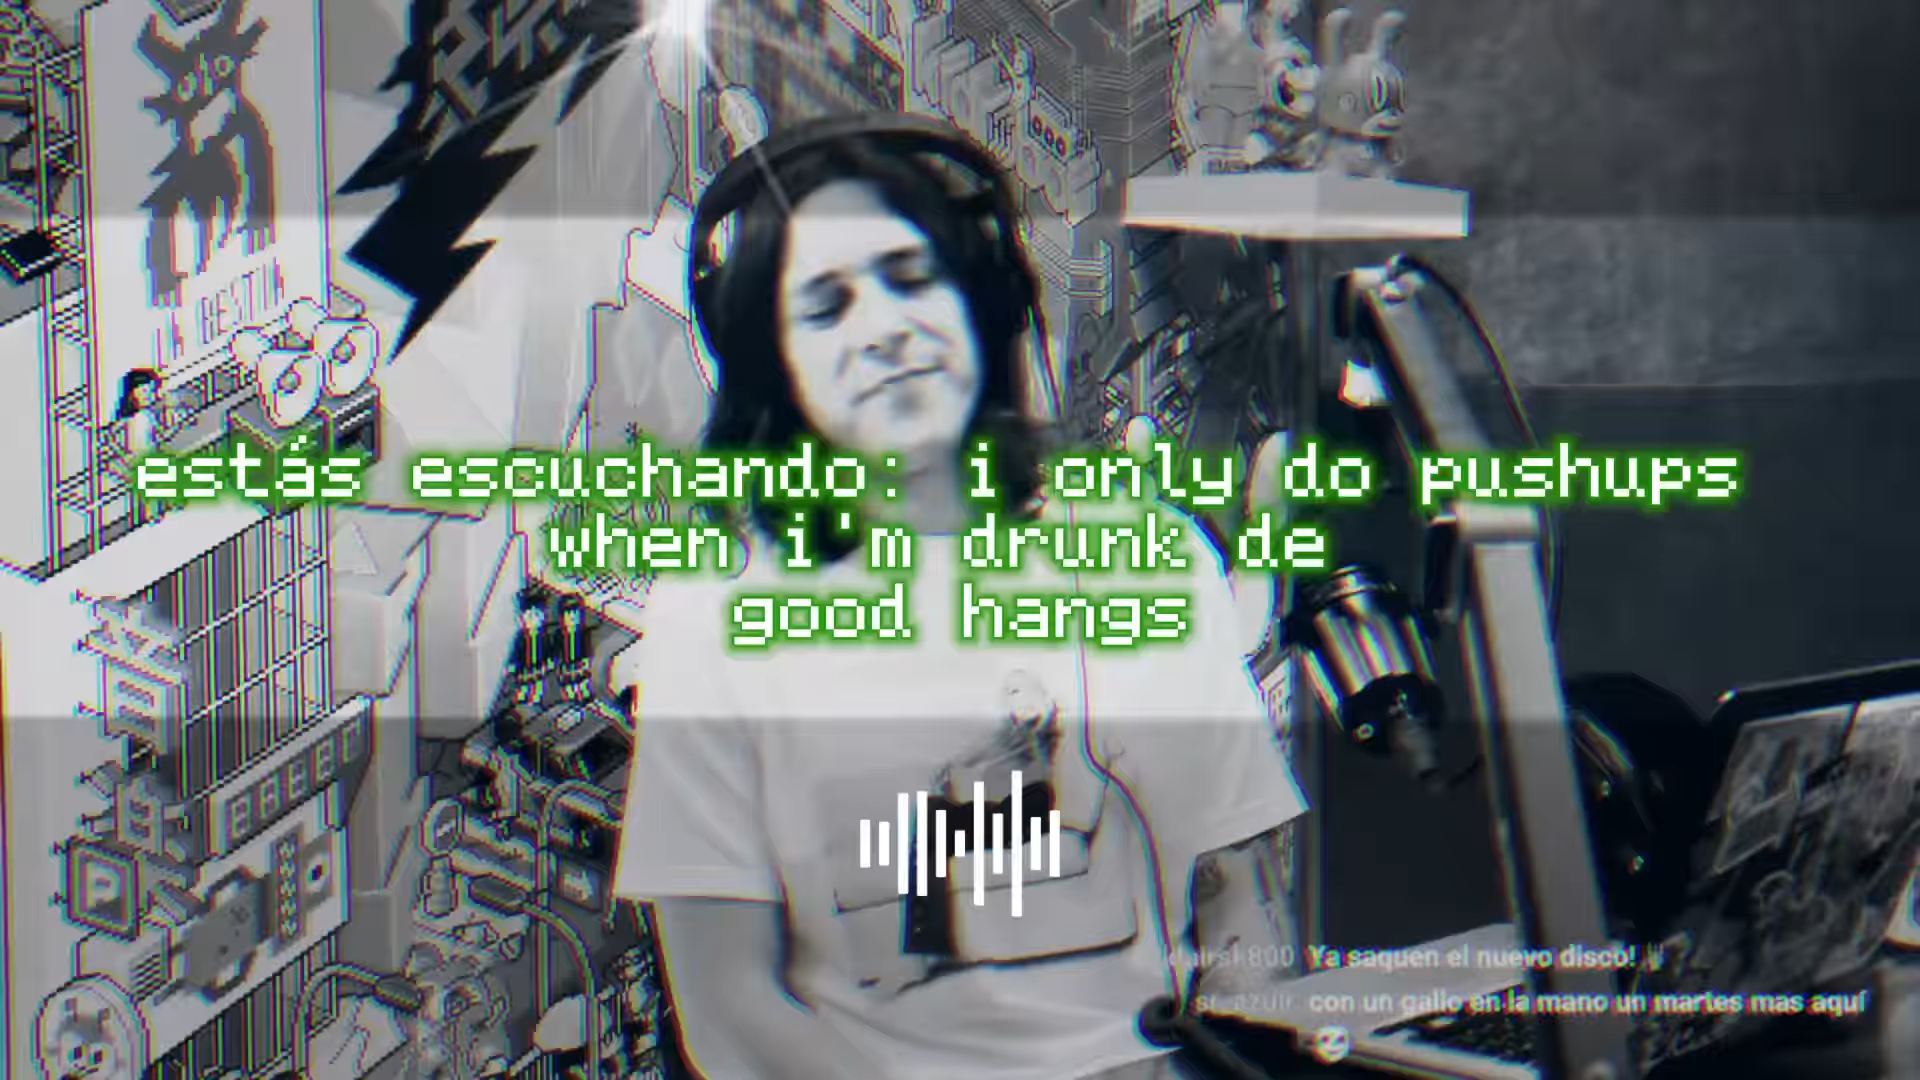 BESTIA
estás escuchando: i only do pushups
when i'm drunk de
good hangs
P
800 Ya saquen el nuevo disco!
con un gallo en la mano un martes mas aquí